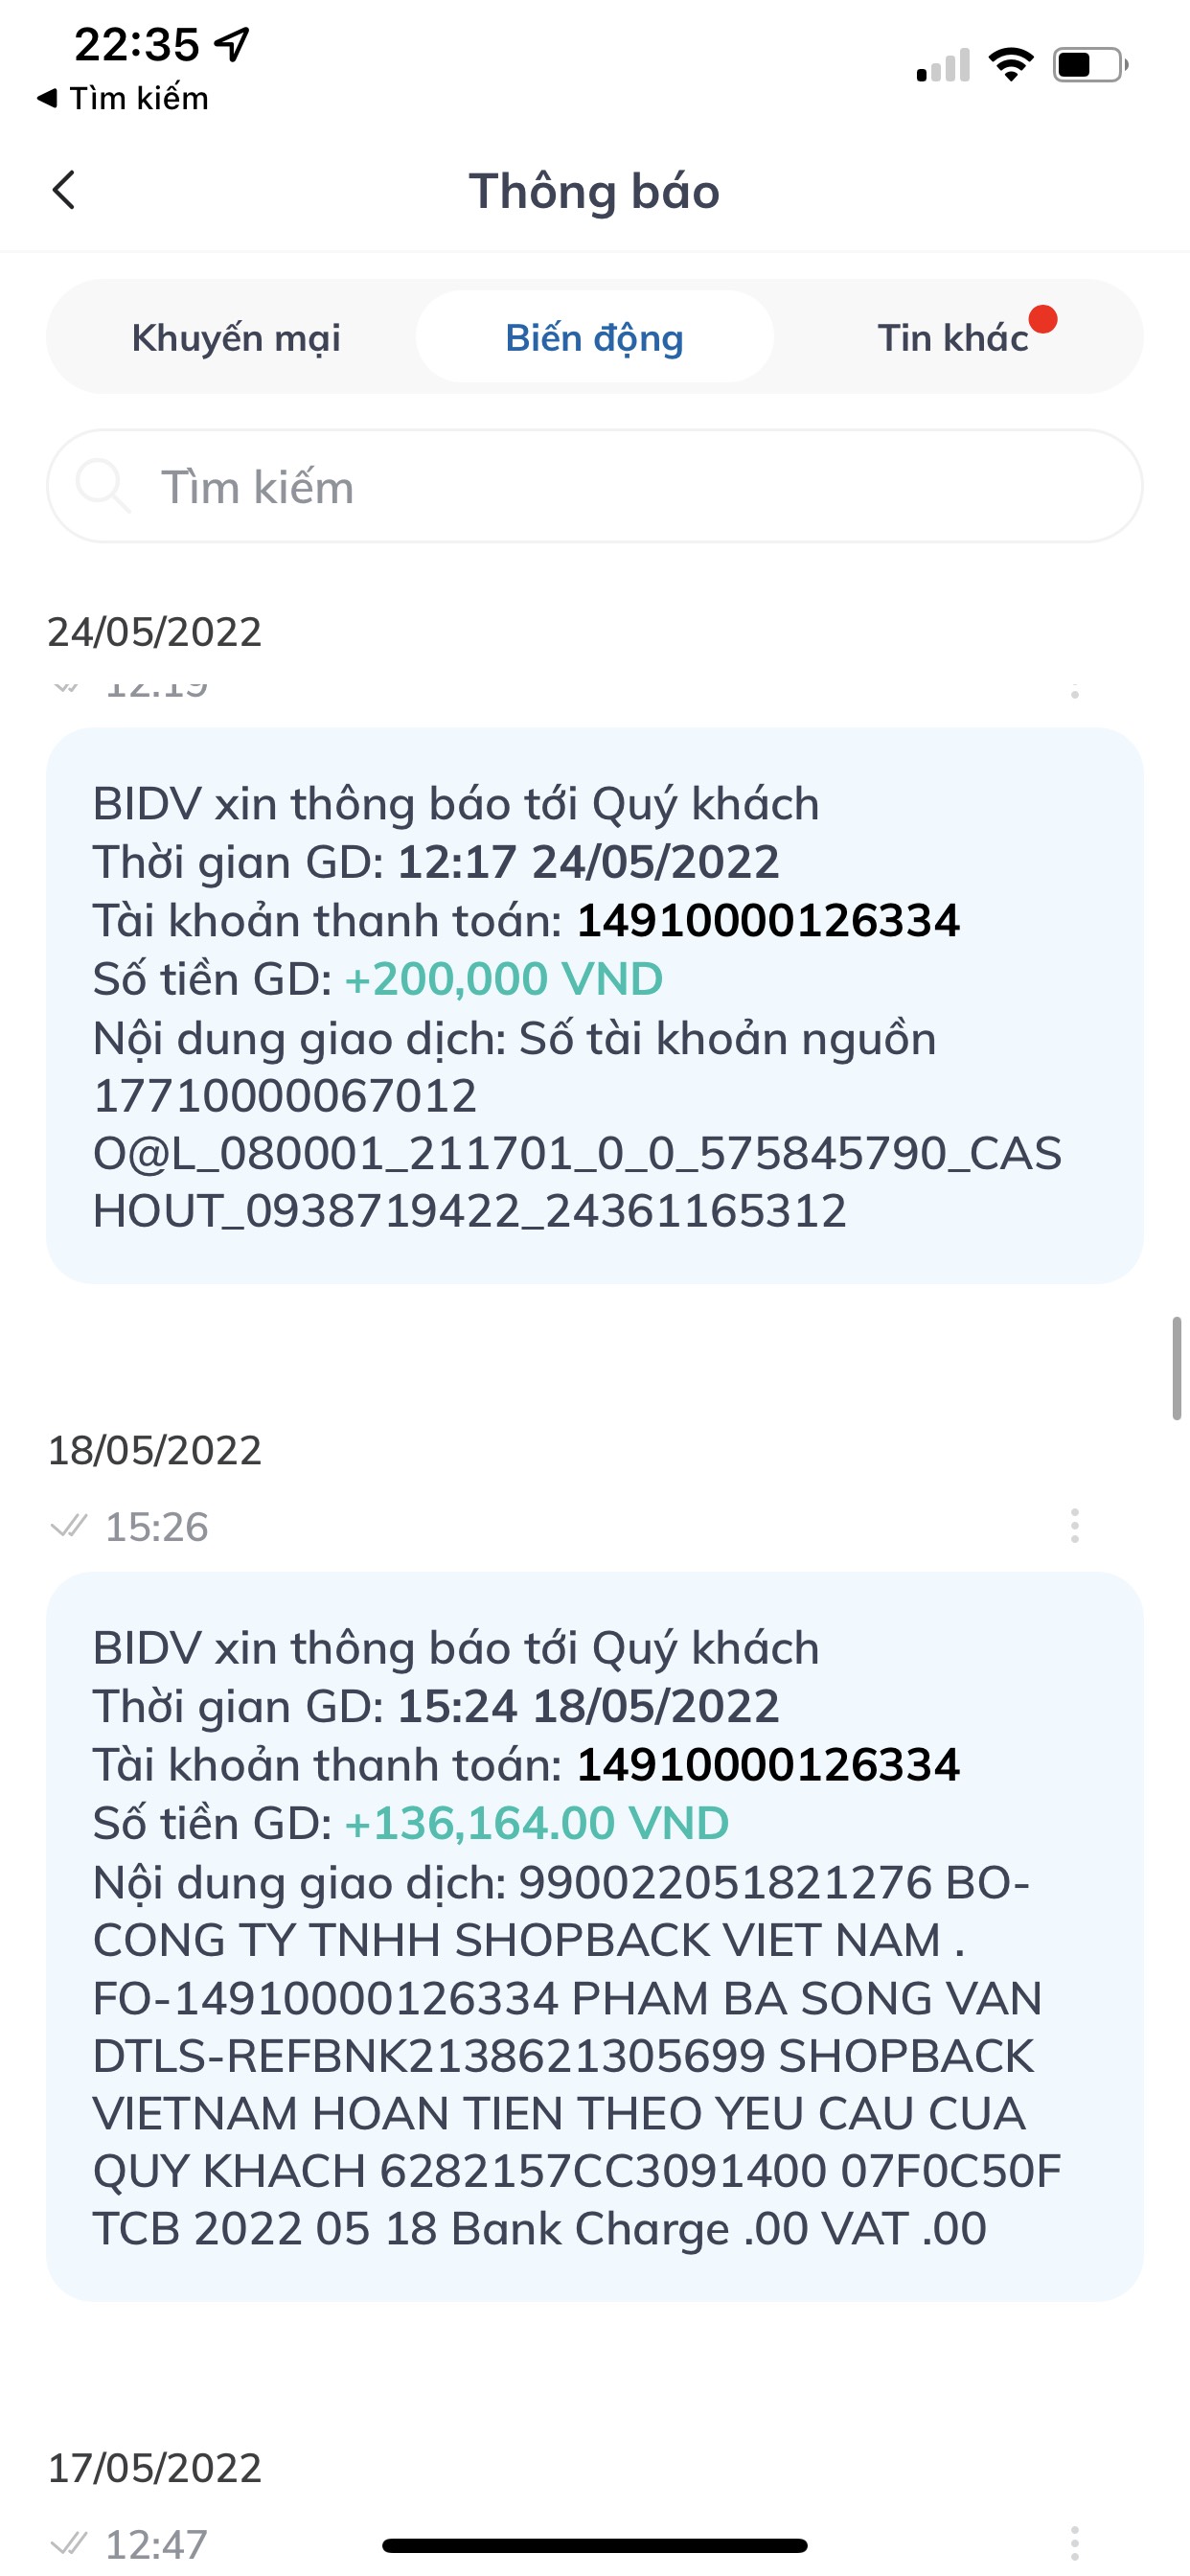 22:35
Tìm kiếm
Thông báo
Khuyến mại
Biến động
Tin khác
Tìm kiếm
24/05/2022
12:19
BIDV xin thông báo tới Quý khách
Thời gian GD: 12:17 24/05/2022
Tài khoản thanh toán: 14910000126334
Số tiền GD: +200,000 VND
Nội dung giao dịch: Số tài khoản nguồn
17710000067012
O@L_080001_211701_0_0_575845790_CAS
HOUT_0938719422_24361165312
18/05/2022
15:26
BIDV xin thông báo tới Quý khách
Thời gian GD: 15:24 18/05/2022
Tài khoản thanh toán: 14910000126334
Số tiền GD: +136,164.00 VND
Nội dung giao dịch: 990022051821276 BO-
CONG TY TNHH SHOPBACK VIET NAM .
FO-14910000126334 PHAM BA SONG VAN
DTLS-REFBNK2138621305699 SHOPBACK
VIETNAM HOAN TIEN THEO YEU CAU CUA
QUY KHACH 6282157CC3091400 07F0C50F
TCB 2022 05 18 Bank Charge .00 VAT .00
17/05/2022
12:47